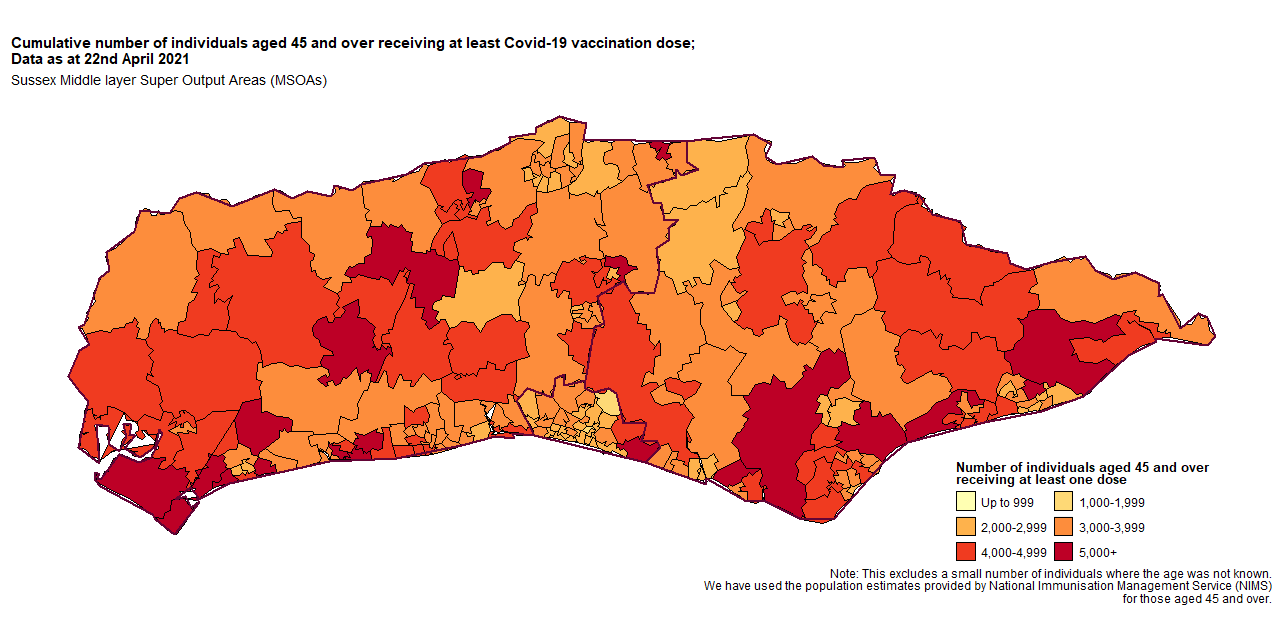 Cumulative number of individuals aged 45 and over receiving at least Covid-19 vaccination dose;
Data as at 22nd April 2021
Sussex Middle layer Super Output Areas (MSOAs)
Number of individuals aged 45 and over
receiving at least one dose
Up to 999 1,000-1,999
2,000-2,999 3,000-3,999
4,000-4,999 5,000+
Note: This excludes a small number of individuals where the age was not known.
We have used the population estimates provided by National Immunisation Management Service (NIMS)
for those aged 45 and over.